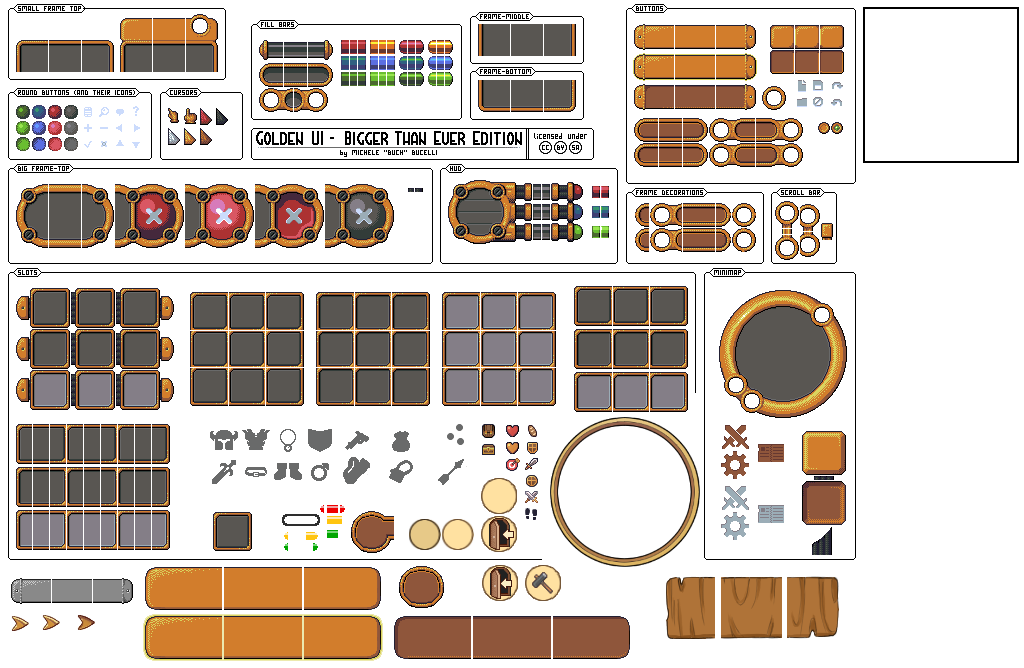 SMALL FRAME TOP
FILL BARS
FRAME-MIDDLE
BUTTONS
FRAME-BOTTOM
ROUND BUTTONS (AND THEIR ICONS)
CURSORS
GOLDEN UI - BIGGER THAN EVER EDITION
by MICHELE "BUCH" BUCELLI
licensed under
CC BY SA
BIG FRAME-TOP
HUD
FRAME DECORATIONS
SCROLL BAR
SLOTS
MINIMAP